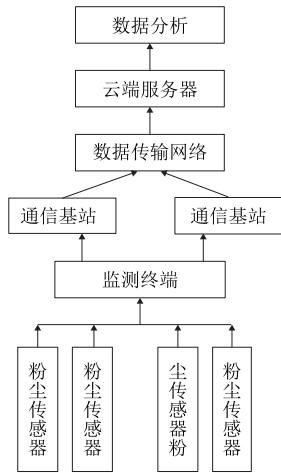 数据分析
云端服务器
数据传输网络
通信基站
通信基站
监测终端
粉尘传感器
粉尘传感器
尘传感器粉
粉尘传感器